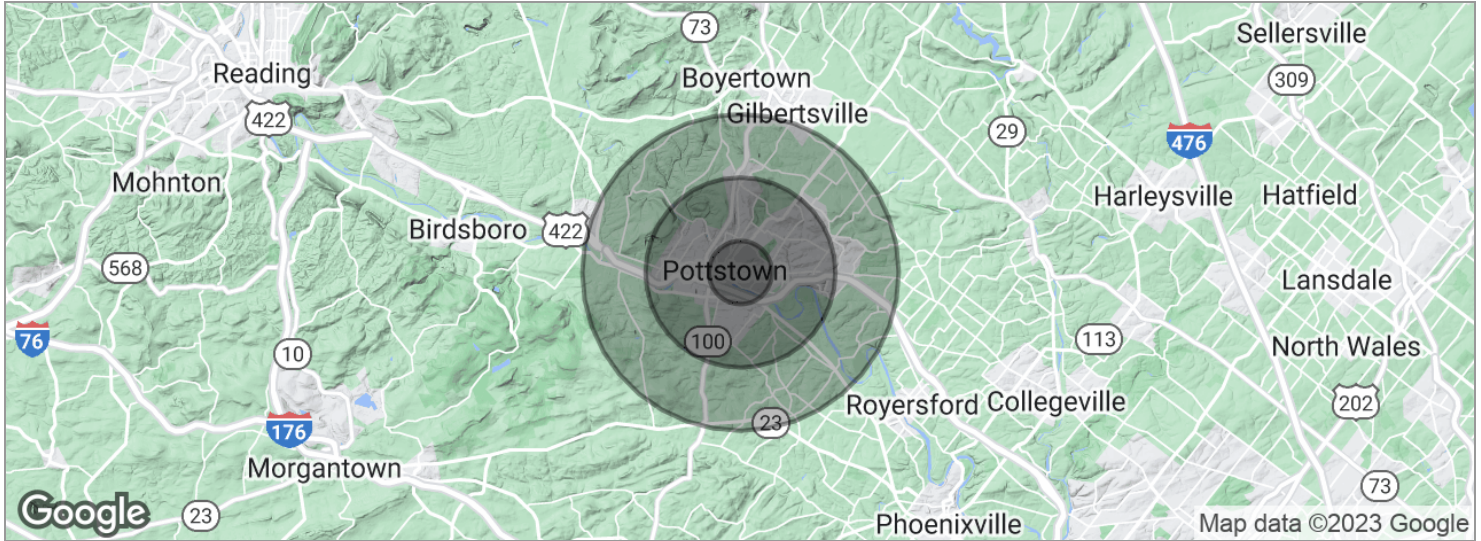 Sellersville
73
Reading
Boyertown
309
Gilbertsville
422
29
476
Mohnton
Harleysville
Hatfield
Birdsboro
422
568
Pottstown
Lansdale
76
10
100
113
North Wales
Royersford
Collegeville
202
23
176
Morgantown
73
Google
23
Phoenixville
Map data ©2023 Google